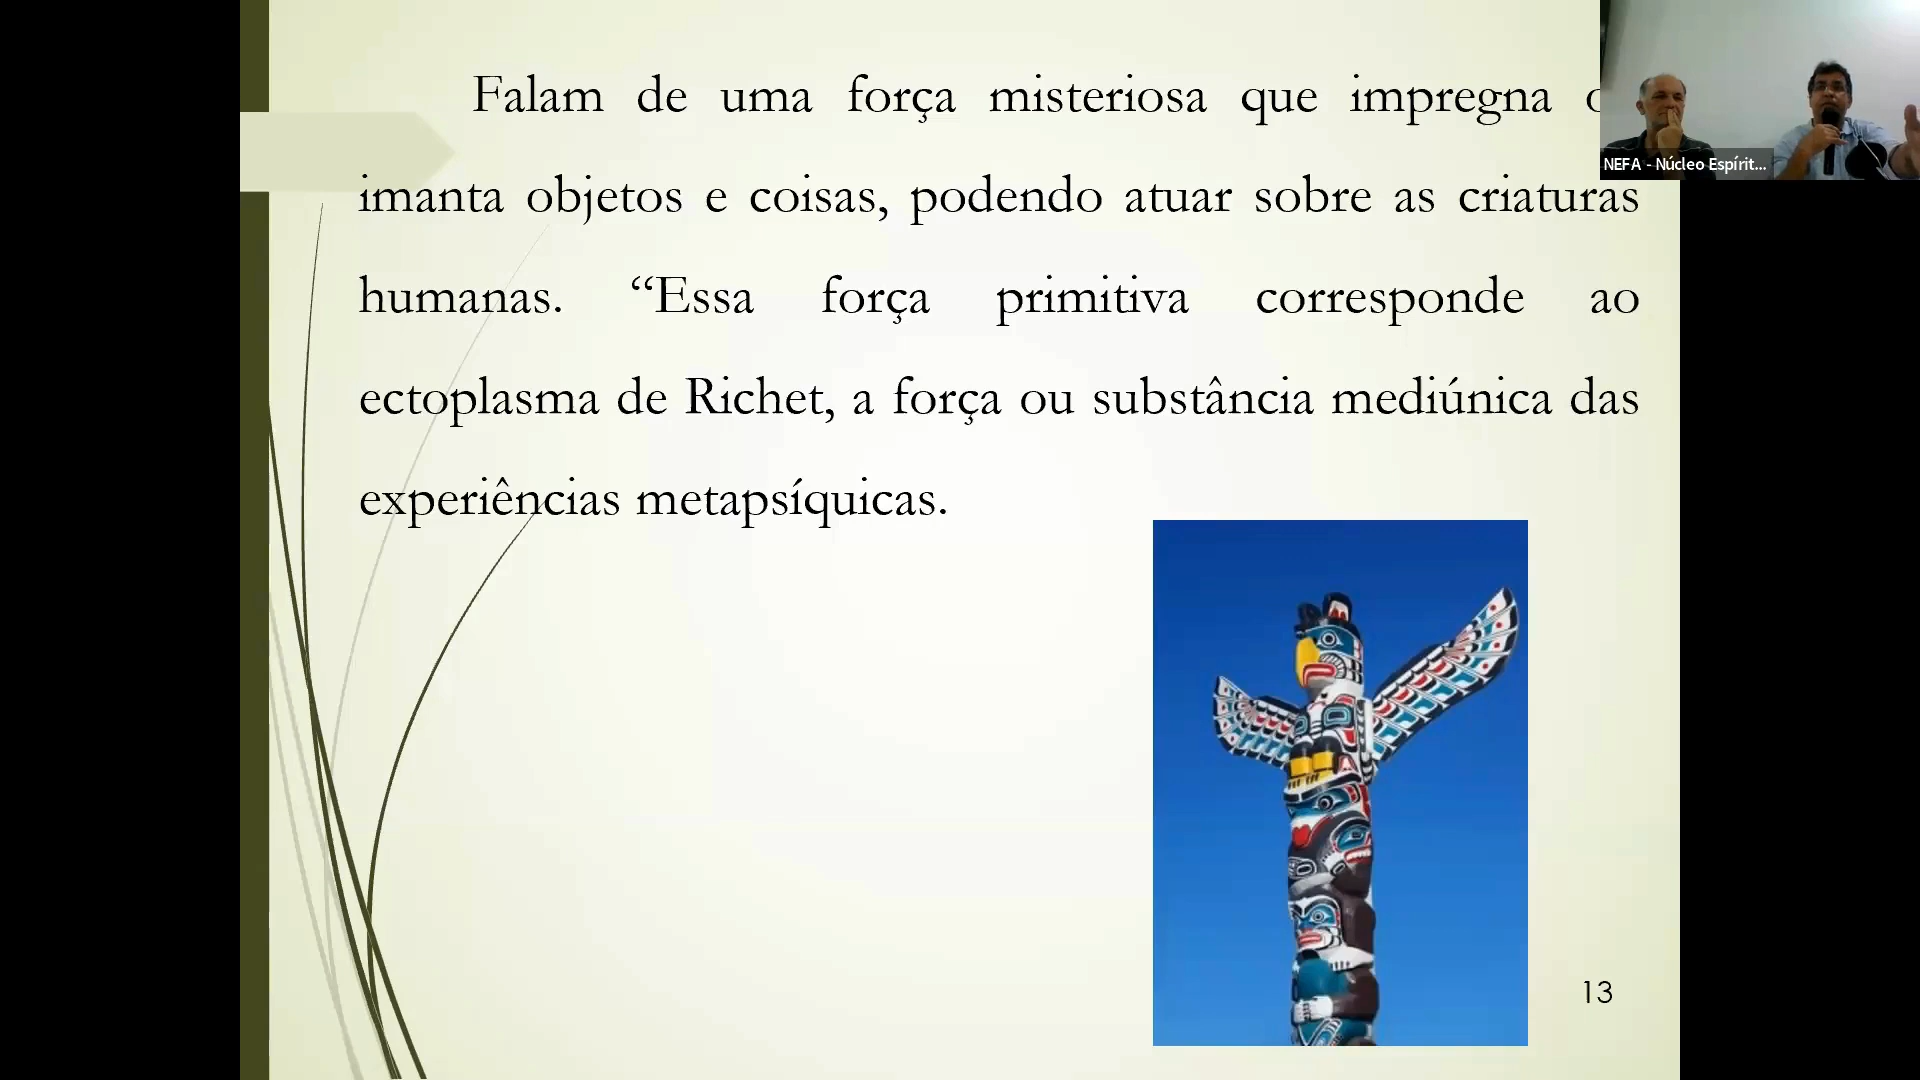 Falam de uma força misteriosa que impregna
imanta objetos e coisas, podendo atuar sobre as criaturas
humanas. “Essa força primitiva corresponde ao
ectoplasma de Richet, a força ou substância mediúnica das
experiências metapsíquicas.
NEFA - Núcleo Espírit...
13